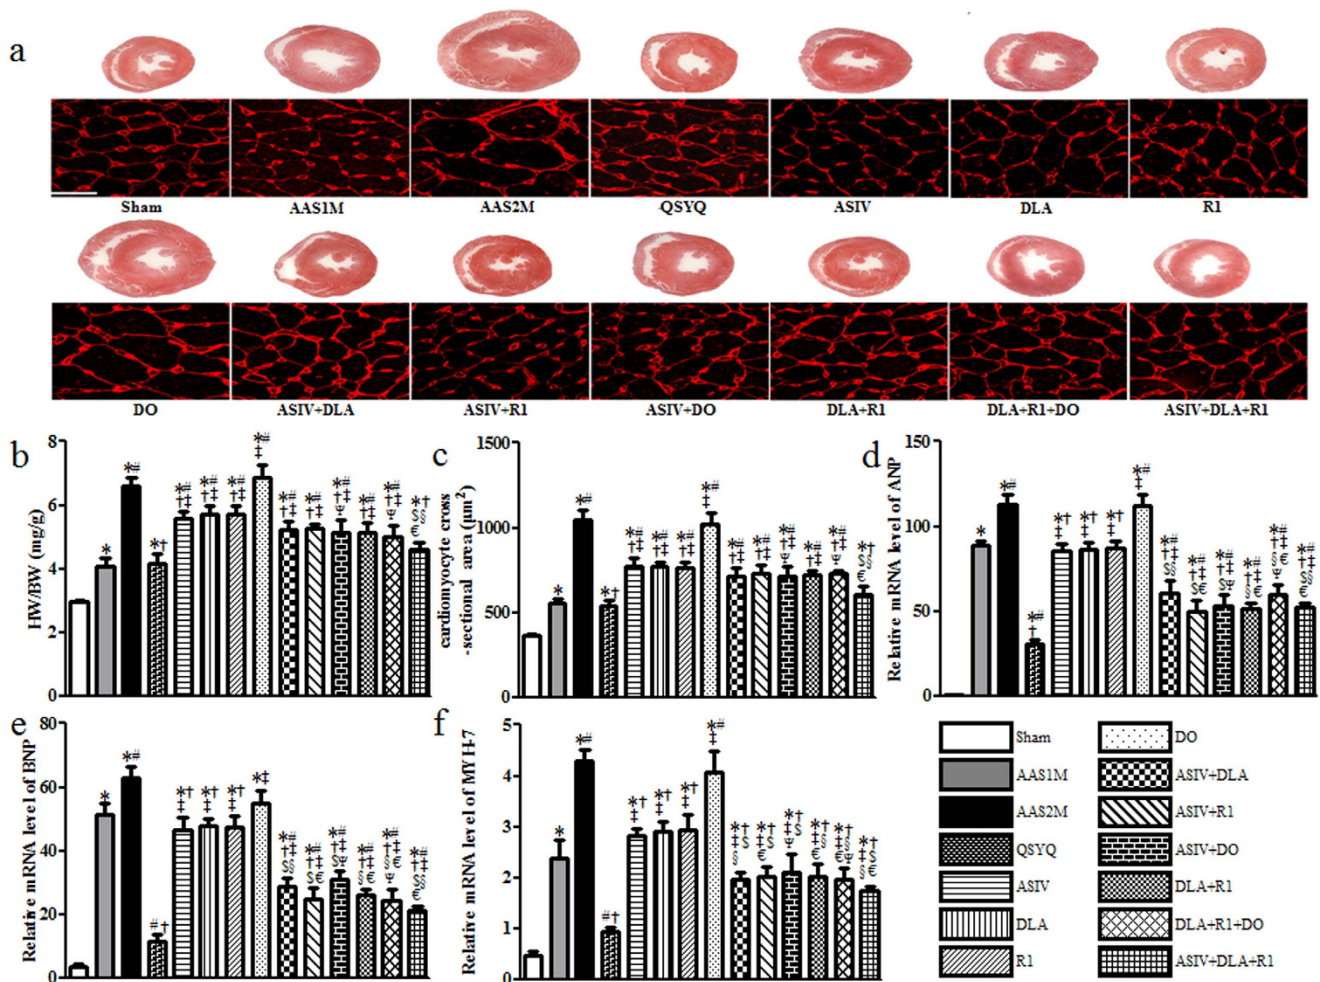 a
Sham AAS1M AAS2M QSYQ ASIV DLA R1
DO ASIV+DLA ASIV+R1 ASIV+DO DLA+R1 DLA+R1+DO ASIV+DLA+R1
b
HW/BW (mg/g)
8
6
4
2
0
c
cardiomyocyte cross
-sectional area (μm²)
1500
1000
500
0
d
Relative mRNA level of ANP
150
100
50
0
e
Relative mRNA level of BNP
80
60
40
20
0
f
Relative mRNA level of MYH-7
5
4
3
2
1
0
Sham
AAS1M
AAS2M
QSYQ
ASIV
DLA
R1
DO
ASIV+DLA
ASIV+R1
ASIV+DO
DLA+R1
DLA+R1+DO
ASIV+DLA+R1